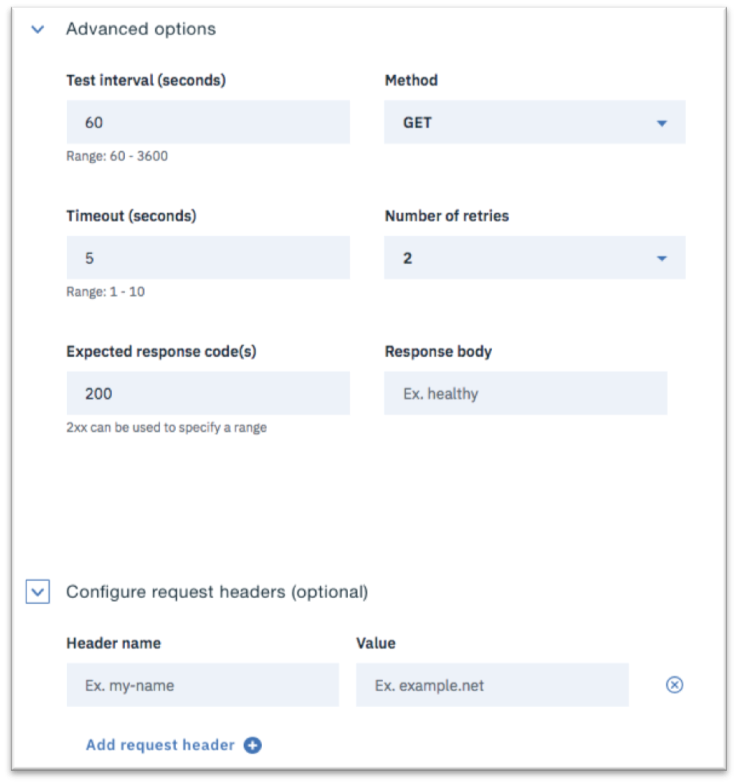 Advanced options
Test interval (seconds)
Method
60
GET
Range: 60 - 3600
Timeout (seconds)
Number of retries
5
2
Range: 1 - 10
Expected response code(s)
Response body
200
Ex. healthy
2xx can be used to specify a range
Configure request headers (optional)
Header name
Value
Ex. my-name
Ex. example.net
Add request header